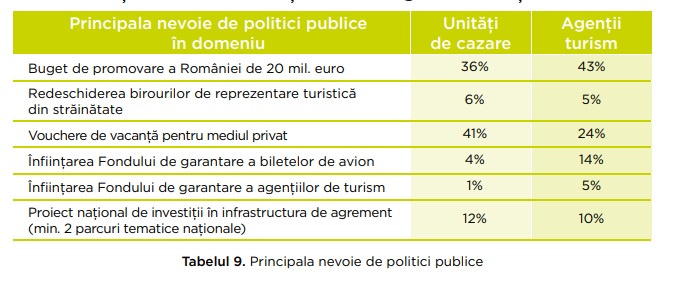 Principala nevoie de politici publice
în domeniu
Unități
de cazare
Agenții
turism
Buget de promovare a României de 20 mil. euro 36% 43%
Redeschiderea birourilor de reprezentare turistică
din străinătate 6% 5%
Vouchere de vacanță pentru mediul privat 41% 24%
Înființarea Fondului de garantare a biletelor de avion 4% 14%
Înființarea Fondului de garantare a agențiilor de turism 1% 5%
Proiect național de investiții în infrastructura de agrement
(min. 2 parcuri tematice naționale) 12% 10%
Tabelul 9. Principala nevoie de politici publice